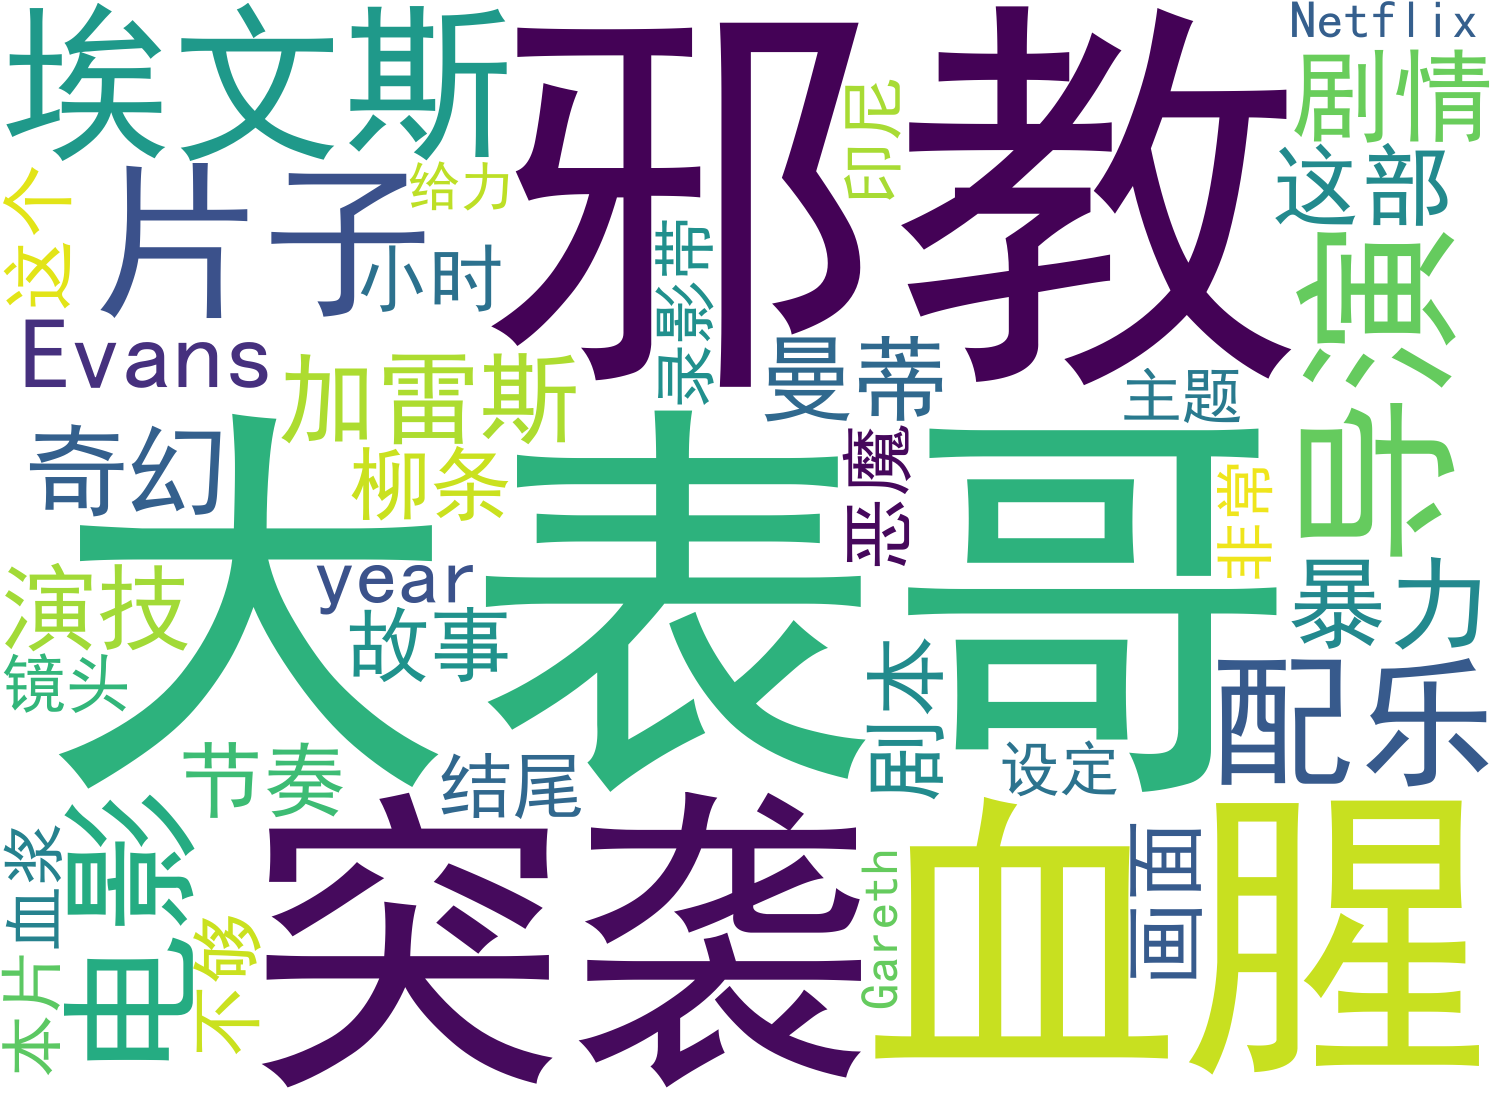 Netflix
埃文斯
邪教
印尼
剧情
片子
给力
这个
小时
这部
录影带
导演
Evans
加雷斯
曼蒂
主题
奇幻
柳条
恶魔
非常
大表哥
演技
year
故事
暴力
镜头
剧本
配乐
节奏
结尾
设定
电影
突袭
血腥
血浆
画面
Gareth
不够
本片